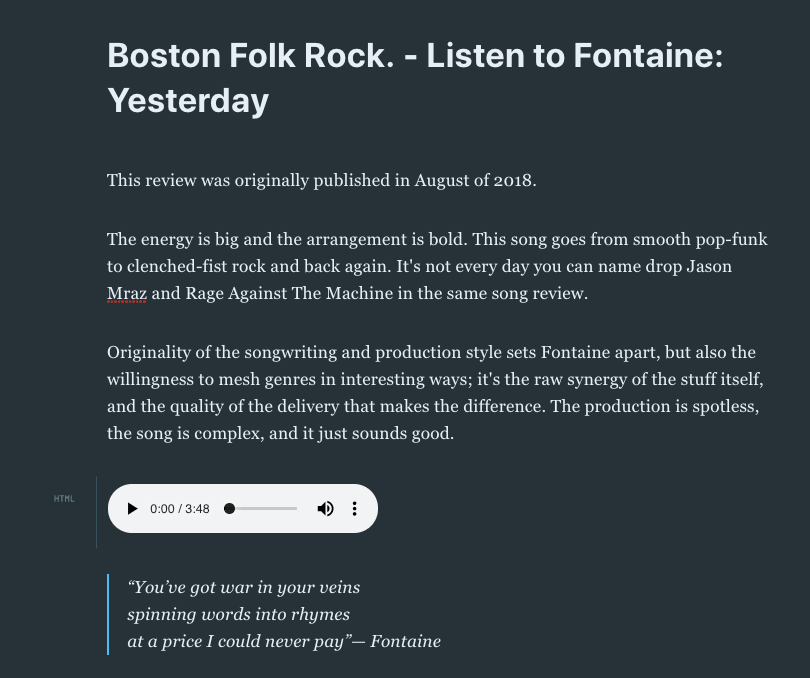 Boston Folk Rock. - Listen to Fontaine:
Yesterday
This review was originally published in August of 2018.
The energy is big and the arrangement is bold. This song goes from smooth pop-funk
to clenched-fist rock and back again. It's not every day you can name drop Jason
Mraz and Rage Against The Machine in the same song review.
Originality of the songwriting and production style sets Fontaine apart, but also the
willingness to mesh genres in interesting ways; it's the raw synergy of the stuff itself,
and the quality of the delivery that makes the difference. The production is spotless,
the song is complex, and it just sounds good.
HTML
0:00 / 3:48
“You’ve got war in your veins
spinning words into rhymes
at a price I could never pay”— Fontaine